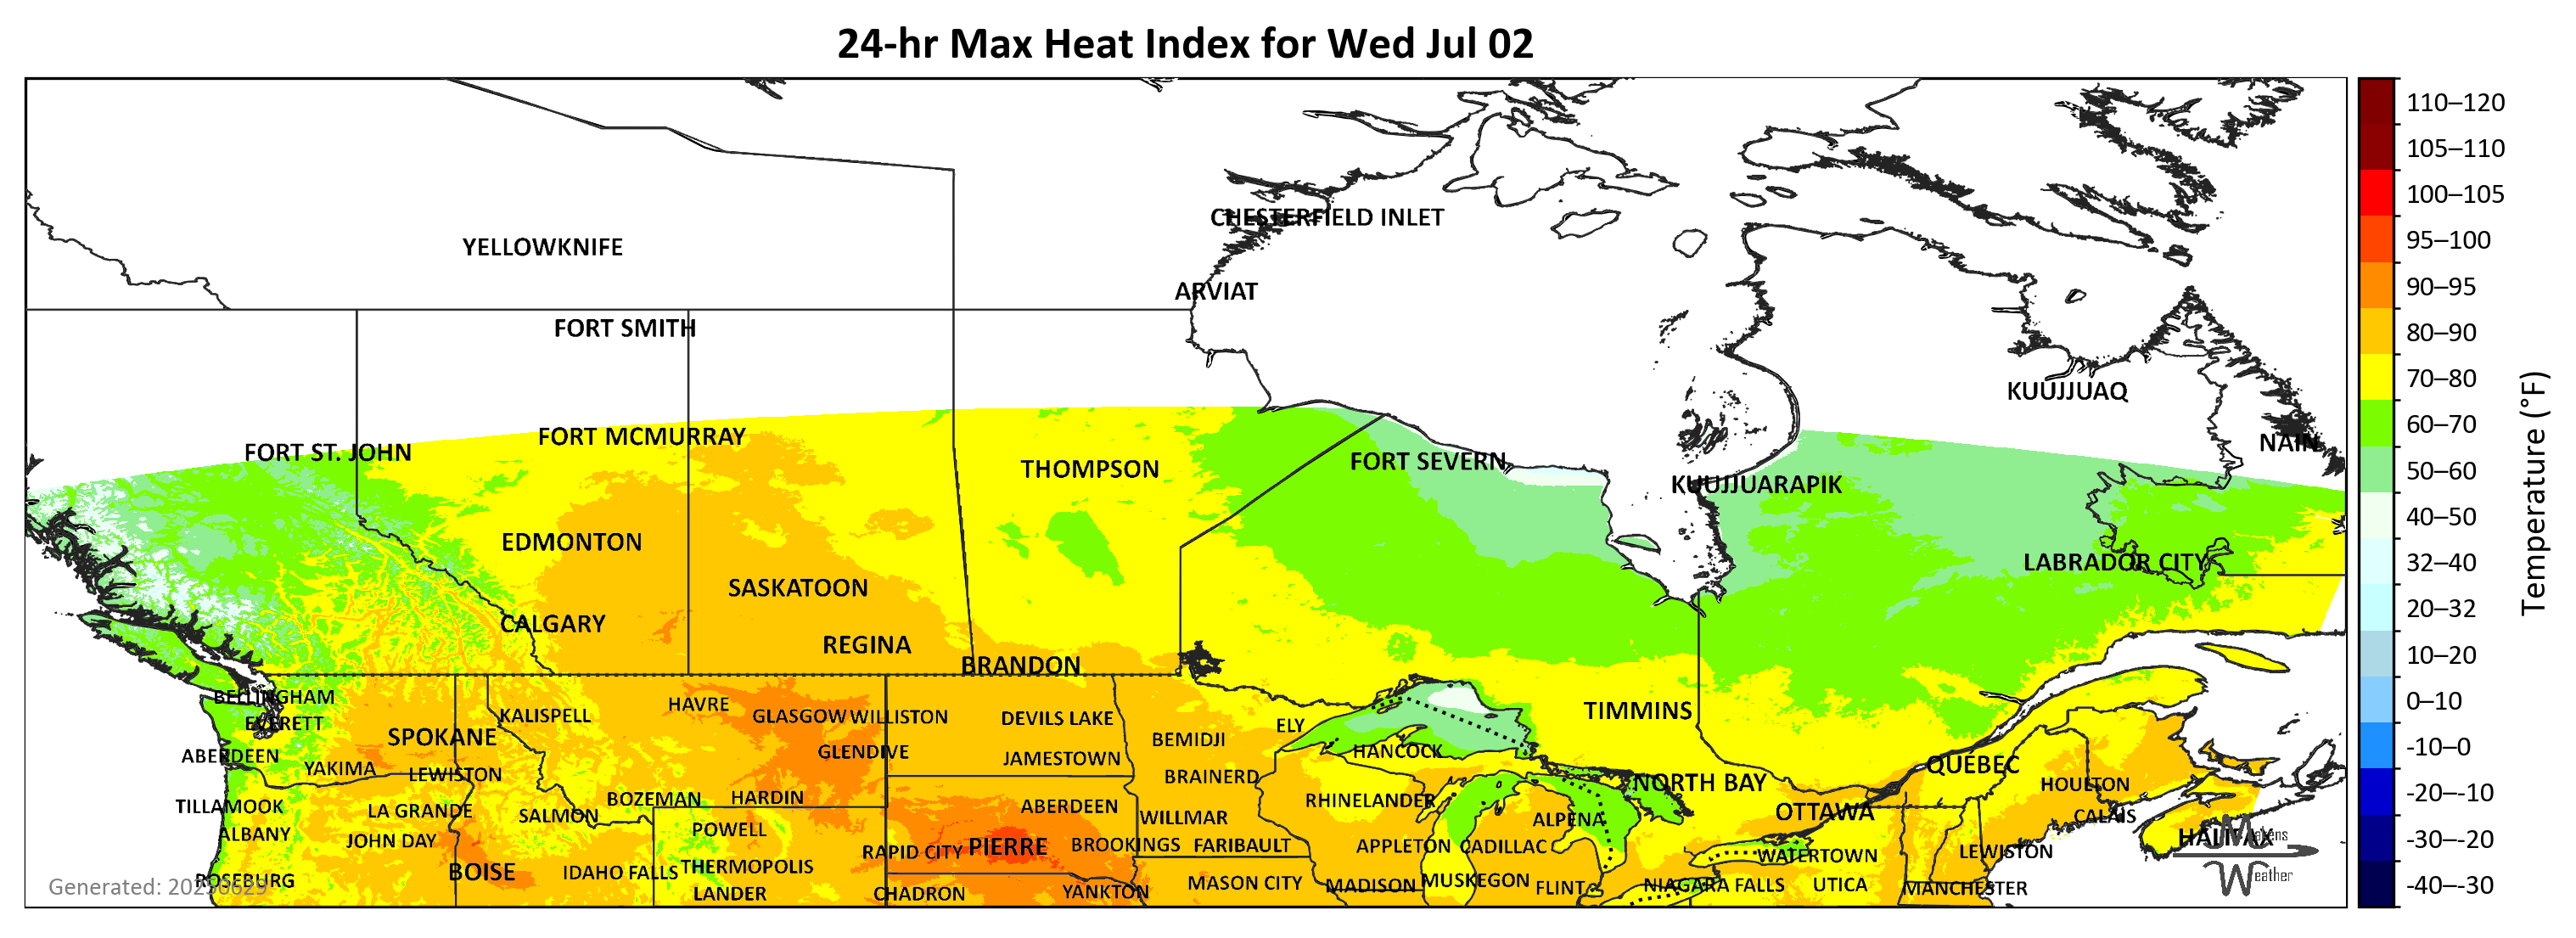 24-hr Max Heat Index for Wed Jul 02
110–120
105–110
100–105
95–100
90–95
80–90
70–80
60–70
50–60
40–50
32–40
20–32
10–20
0–10
-10–0
-20–-10
-30–-20
-40–-30
Temperature (°F)
CHESTERFIELD INLET
YELLOWKNIFE
ARVIAT
FORT SMITH
KUUJJUAQ
FORT MCMURRAY
NAIN
FORT ST. JOHN
FORT SEVERN
THOMPSON
KUUJJUARAPIK
EDMONTON
LABRADOR CITY
SASKATOON
CALGARY
REGINA
BRANDON
BELLINGHAM
HAVRE
KALISPELL
GLASGOW
WILLISTON
DEVILS LAKE
TIMMINS
EVERETT
ELY
SPOKANE
BEMIDJI
HANCOCK
GLENDIVE
ABERDEEN
JAMESTOWN
QUÉBEC
YAKIMA
LEWISTON
BRAINERD
NORTH BAY
HOULTON
BOZEMAN
HARDIN
RHINELANDER
TILLAMOOK
LA GRANDE
ABERDEEN
SALMON
WILLMAR
OTTAWA
CALAIS
ALPENA
ALBANY
POWELL
JOHN DAY
HALIFAX
RAPID CITY
PIERRE
BROOKINGS
FARIBAULT
APPLETON
CADILLAC
WATERTOWN
LEWISTON
BOISE
IDAHO FALLS
THERMOPOLIS
ROSEBURG
MASON CITY
MADISON
MUSKEGON
FLINT
NIAGARA FALLS
UTICA
MANCHESTER
LANDER
CHADRON
YANKTON
Generated: 20250629
Makens
Weather